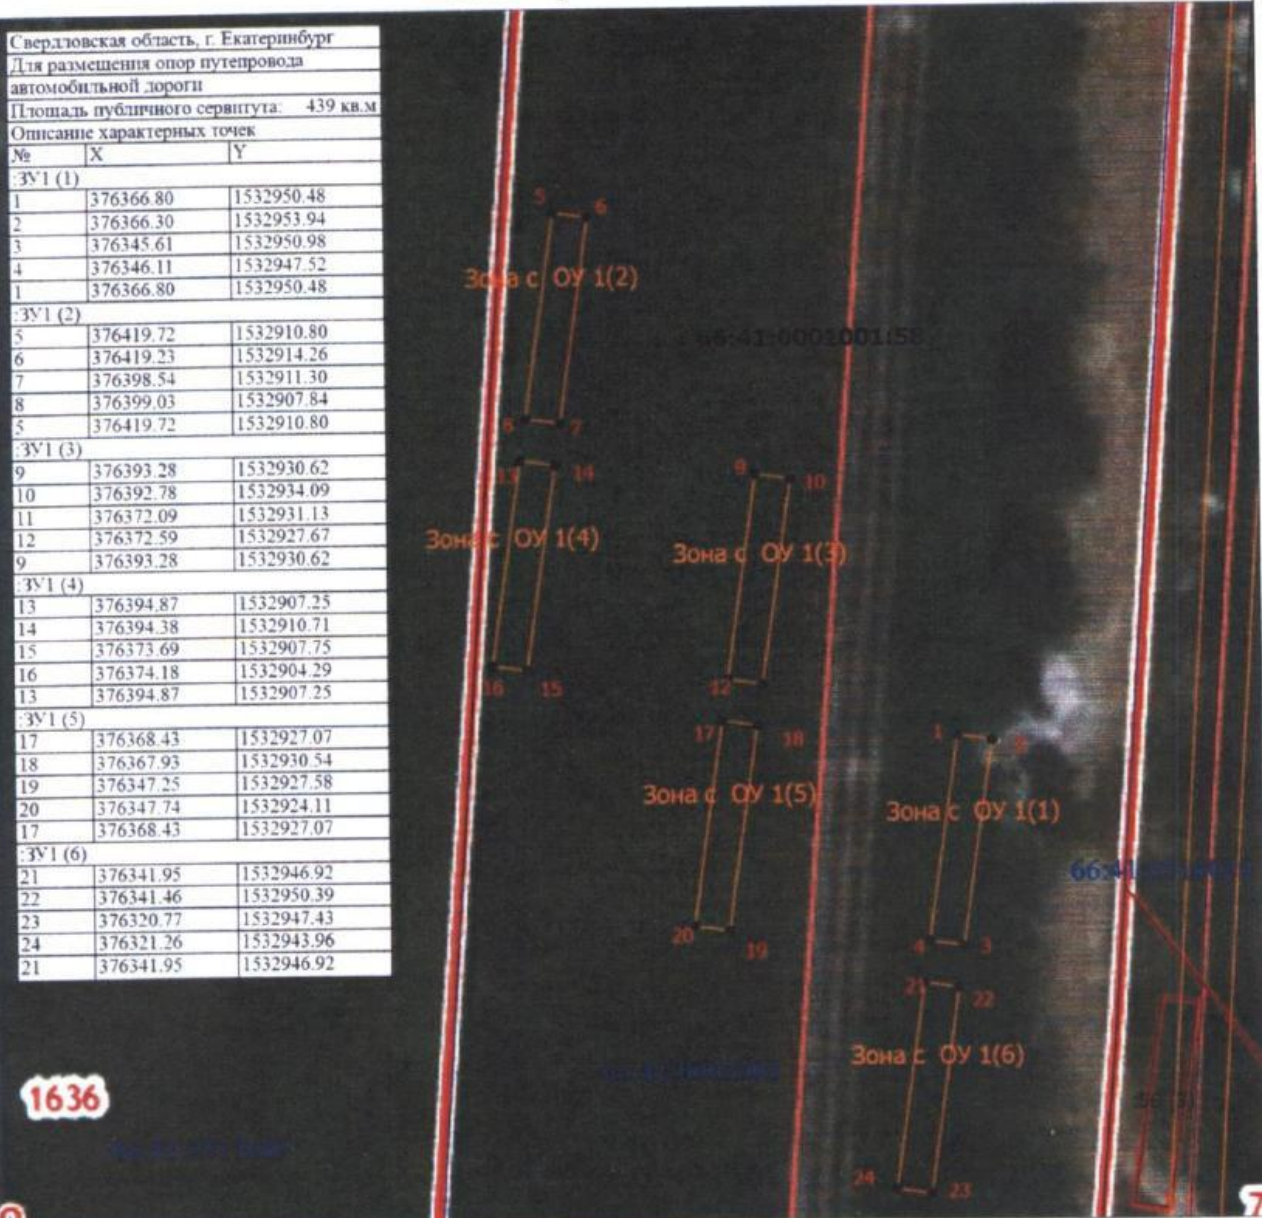 Свердловская область, г. Екатеринбург
Для размещения опор путепровода
автомобильной дороги
Площадь публичного сервитута: 439 кв.м
Описание характерных точек
№ X Y
:ЗУ1 (1)
1 376366.80 1532950.48
2 376366.30 1532953.94
3 376345.61 1532950.98
4 376346.11 1532947.52
1 376366.80 1532950.48
:ЗУ1 (2)
5 376419.72 1532910.80
6 376419.23 1532914.26
7 376398.54 1532911.30
8 376399.03 1532907.84
5 376419.72 1532910.80
:ЗУ1 (3)
9 376393.28 1532930.62
10 376392.78 1532934.09
11 376372.09 1532931.13
12 376372.59 1532927.67
9 376393.28 1532930.62
:ЗУ1 (4)
13 376394.87 1532907.25
14 376394.38 1532910.71
15 376373.69 1532907.75
16 376374.18 1532904.29
13 376394.87 1532907.25
:ЗУ1 (5)
17 376368.43 1532927.07
18 376367.93 1532930.54
19 376347.25 1532927.58
20 376347.74 1532924.11
17 376368.43 1532927.07
:ЗУ1 (6)
21 376341.95 1532946.92
22 376341.46 1532950.39
23 376320.77 1532947.43
24 376321.26 1532943.96
21 376341.95 1532946.92
5 6
Зона с ОУ 1(2)
8 7
13 14
Зона с ОУ 1(4)
16 15
9 10
Зона с ОУ 1(3)
12
17 18
Зона с ОУ 1(5)
20 19
1
Зона с ОУ 1(1)
4 3
21 22
Зона с ОУ 1(6)
24 23
1636
7